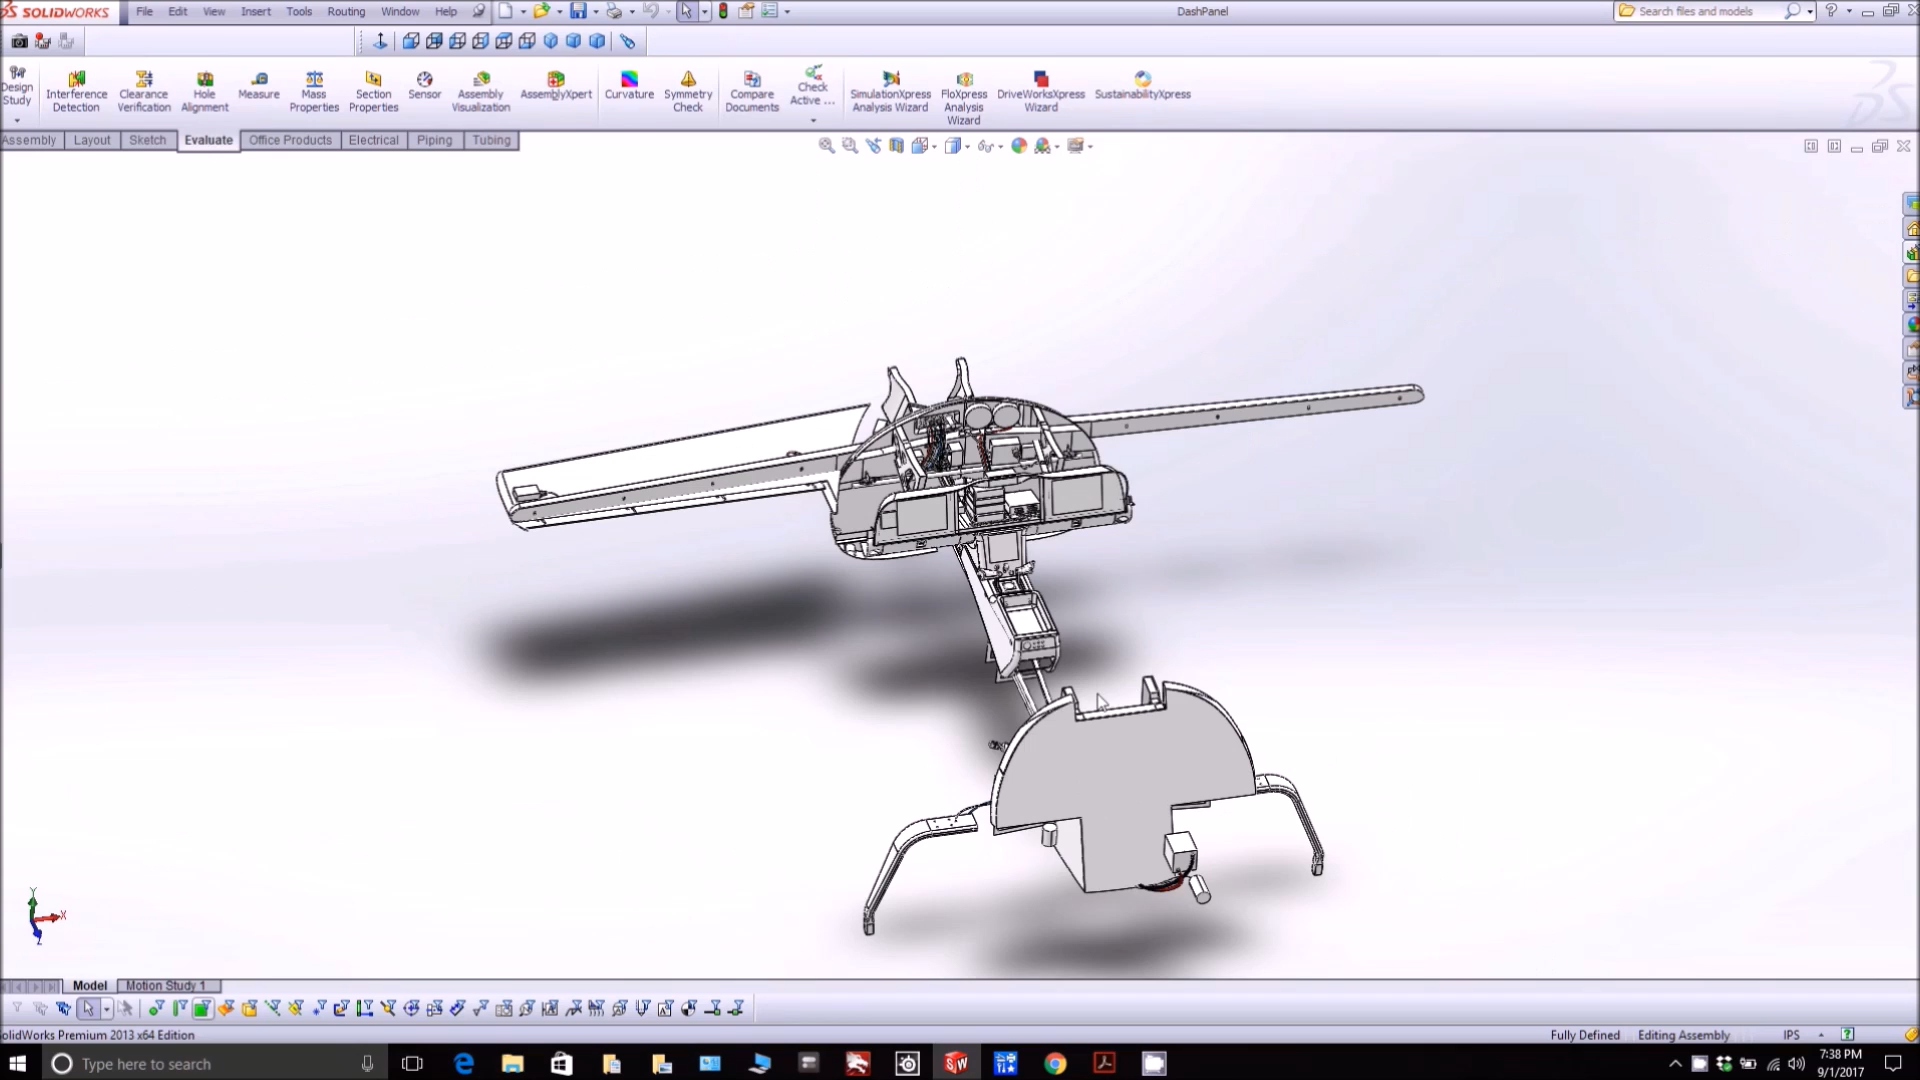 SOLIDWORKS File Edit View Insert Tools Routing Window Help DashPanel Search files and models
Design Study
Interference Detection
Clearance Verification
Hole Alignment
Measure
Mass Properties
Section Properties
Sensor
Assembly Visualization
AssemblyXpert
Curvature
Symmetry Check
Compare Documents
Check Active ...
SimulationXpress Analysis Wizard
FloXpress Analysis Wizard
DriveWorksXpress Wizard
SustainabilityXpress
Assembly Layout Sketch Evaluate Office Products Electrical Piping Tubing
Y
X
Z
Model Motion Study 1
olidWorks Premium 2013 x64 Edition Fully Defined Editing Assembly IPS
Type here to search
7:38 PM
9/1/2017